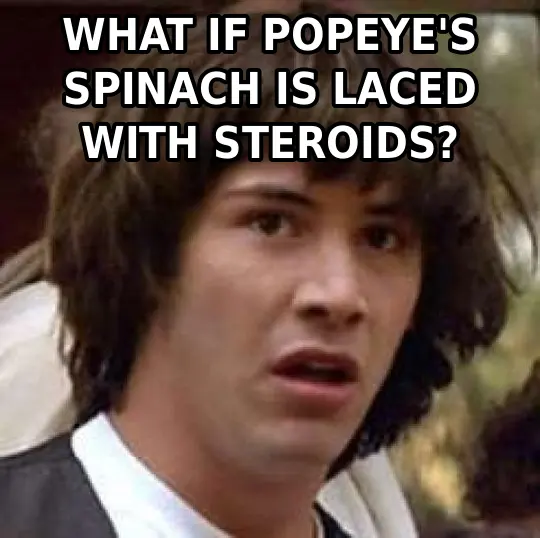 WHAT IF POPEYE'S
SPINACH IS LACED
WITH STEROIDS?